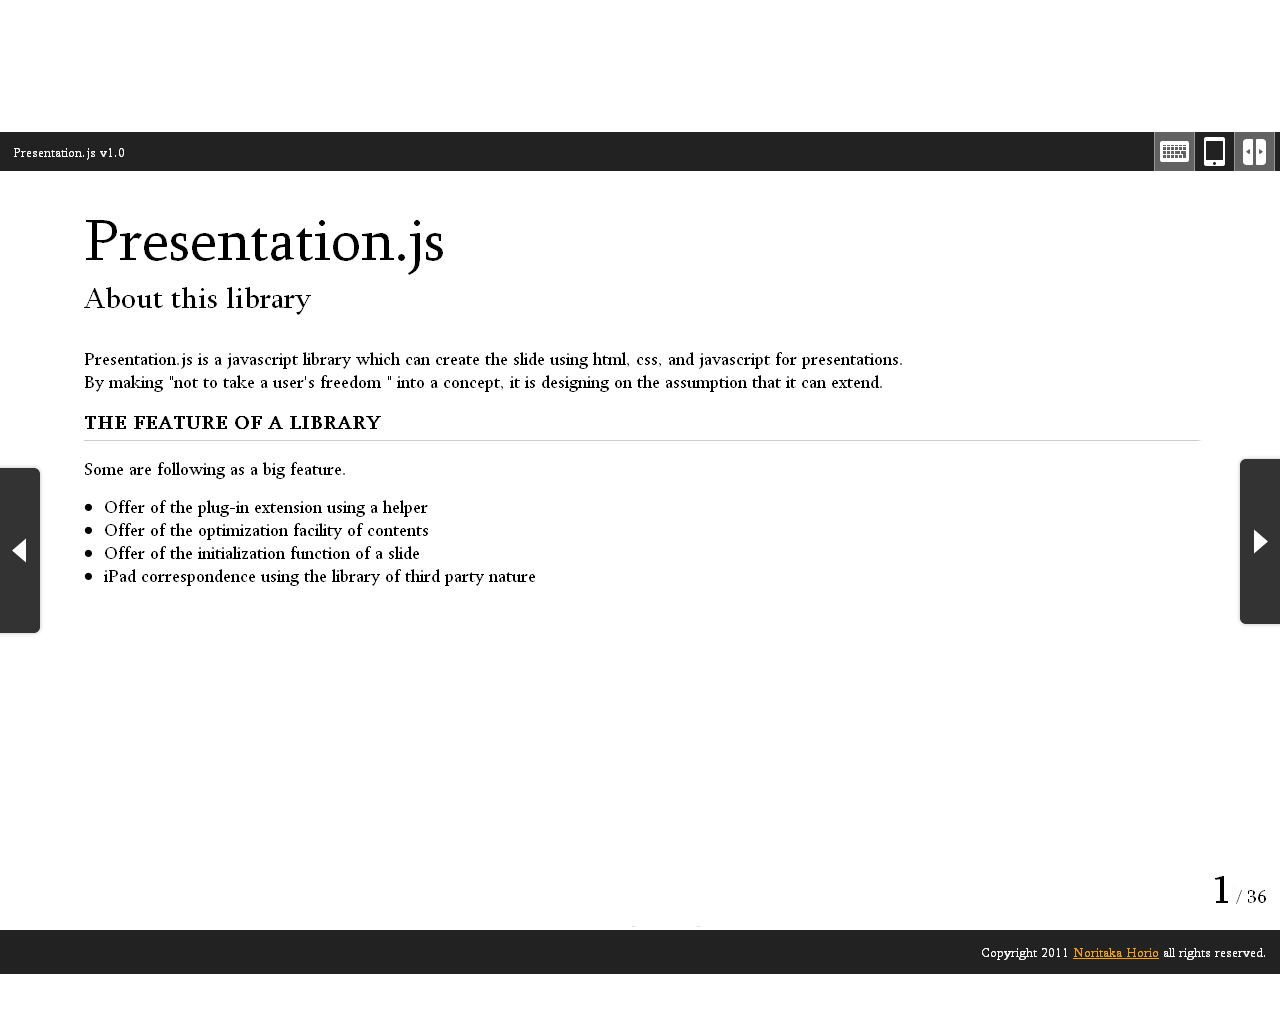 Presentation.js v1.0
Presentation.js
About this library
Presentation.js is a javascript library which can create the slide using html, css, and javascript for presentations.
By making "not to take a user's freedom " into a concept, it is designing on the assumption that it can extend.
THE FEATURE OF A LIBRARY
Some are following as a big feature.
Offer of the plug-in extension using a helper
Offer of the optimization facility of contents
Offer of the initialization function of a slide
iPad correspondence using the library of third party nature
1 / 36
Copyright 2011 Noritaka Horio all rights reserved.